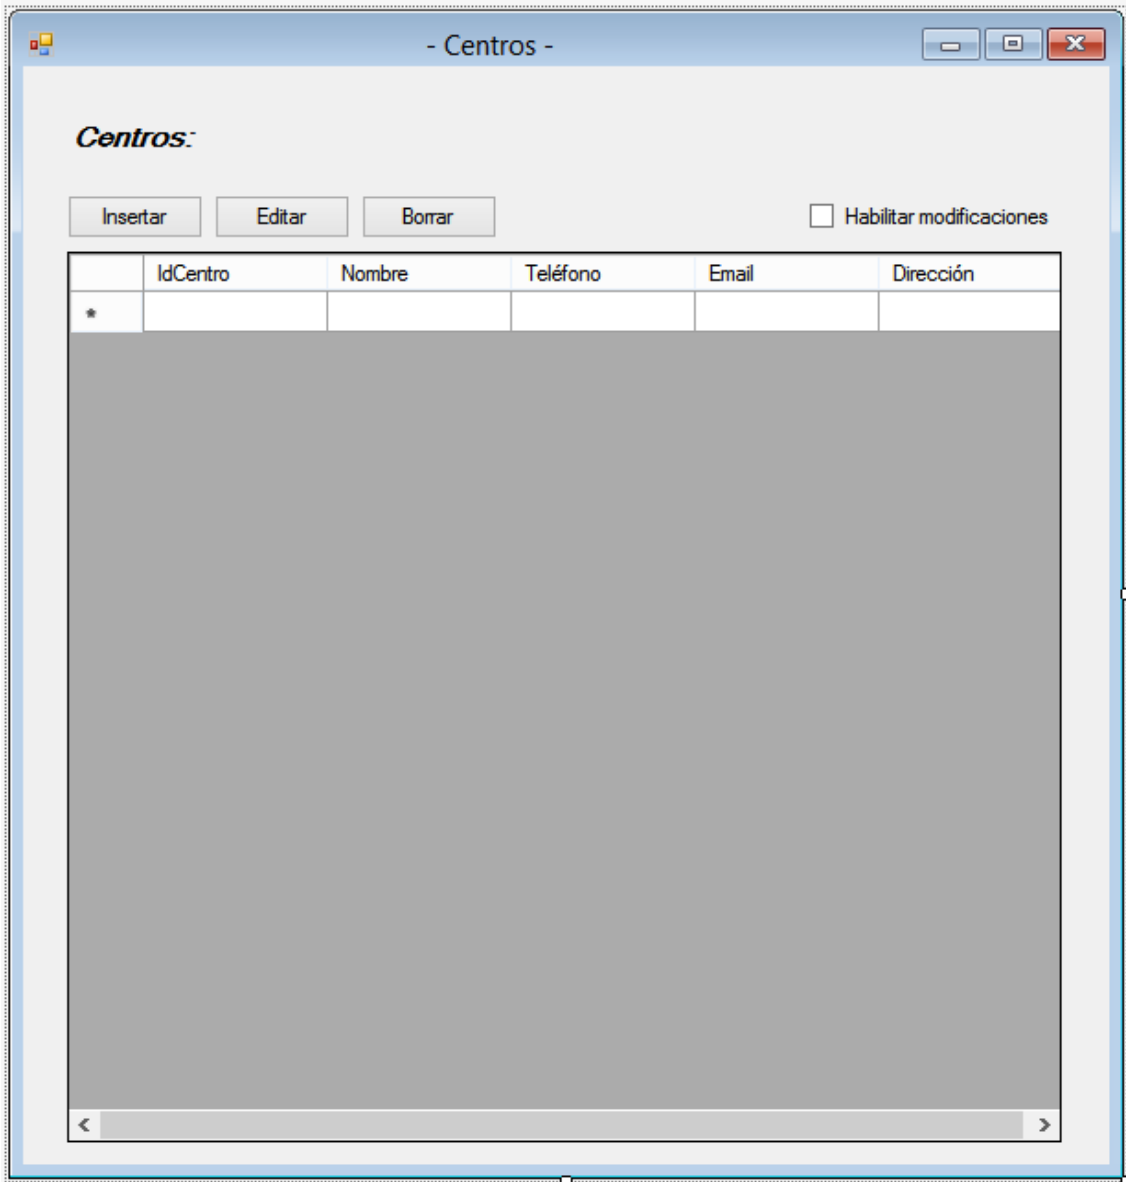 - Centros -
Centros:
Insertar Editar Borrar Habilitar modificaciones
IdCentro Nombre Teléfono Email Dirección
*